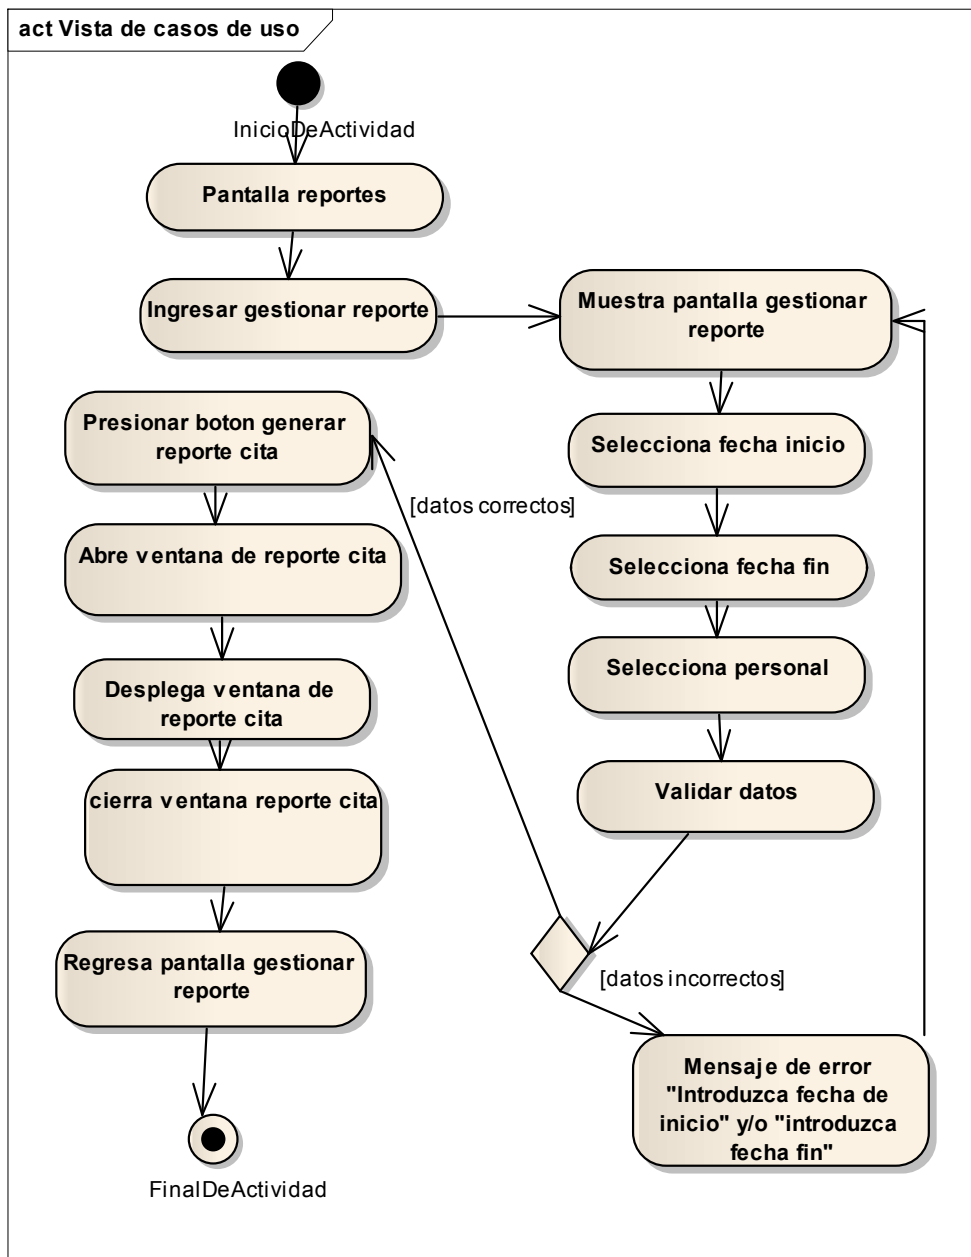 act Vista de casos de uso
InicioDeActividad
Pantalla reportes
Ingresar gestionar reporte
Muestra pantalla gestionar
reporte
Selecciona fecha inicio
Selecciona fecha fin
Selecciona personal
Validar datos
[datos correctos]
[datos incorrectos]
Mensaje de error
"Introduzca fecha de
inicio" y/o "introduzca
fecha fin"
Presionar boton generar
reporte cita
Abre ventana de reporte cita
Desplega ventana de
reporte cita
cierra ventana reporte cita
Regresa pantalla gestionar
reporte
FinalDeActividad